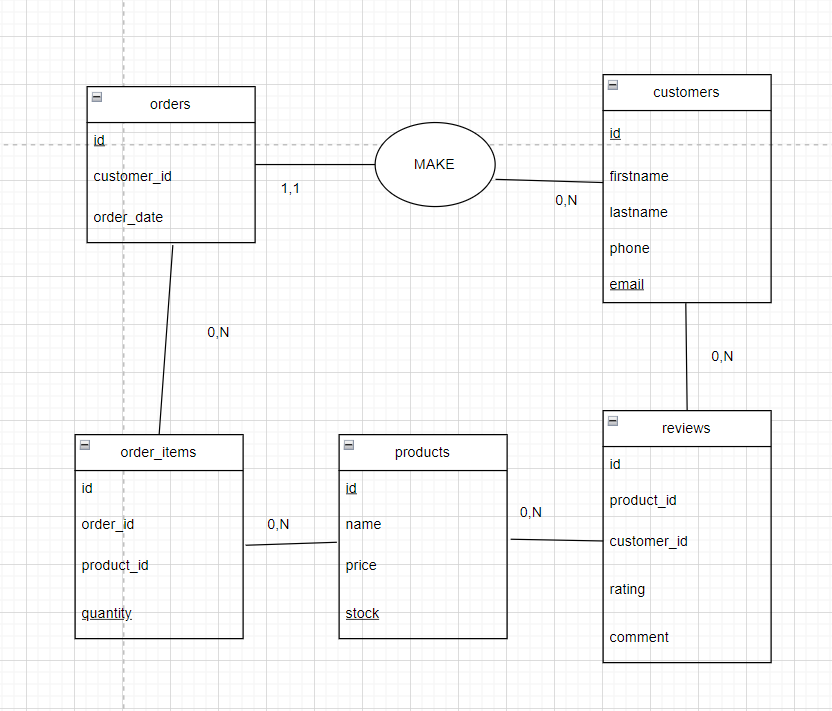 orders
id
customer_id
order_date
MAKE
1,1
0,N
customers
id
firstname
lastname
phone
email
0,N
0,N
order_items
id
order_id
product_id
quantity
0,N
products
id
name
price
stock
0,N
reviews
id
product_id
customer_id
rating
comment